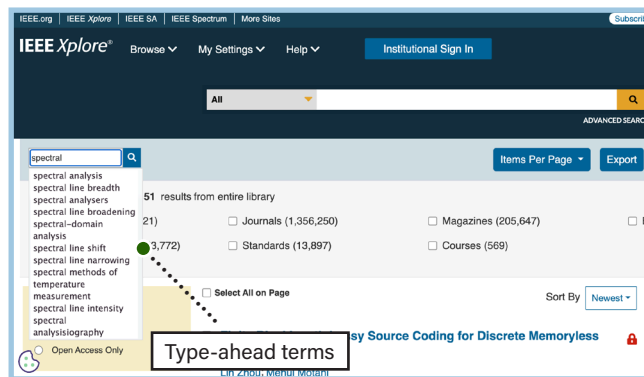 IEEE.org | IEEE Xplore | IEEE SA | IEEE Spectrum | More Sites
IEEE Xplore® Browse My Settings Help Institutional Sign In
All
ADVANCED
spectral Items Per Page Export
spectral analysis
spectral line breadth
spectral analysers
51 results from entire library
spectral line broadening
spectral-domain
21) Journals (1,356,250) Magazines (205,647)
analysis
spectral line shift
3,772) Standards (13,897) Courses (569)
spectral line narrowing
spectral methods of
temperature
measurement
Select All on Page Sort By Newest
spectral line intensity
spectral
analysisiography
sy Source Coding for Discrete Memoryless
Type-ahead terms
Open Access Only
Lin Zhou, Mehul Motani